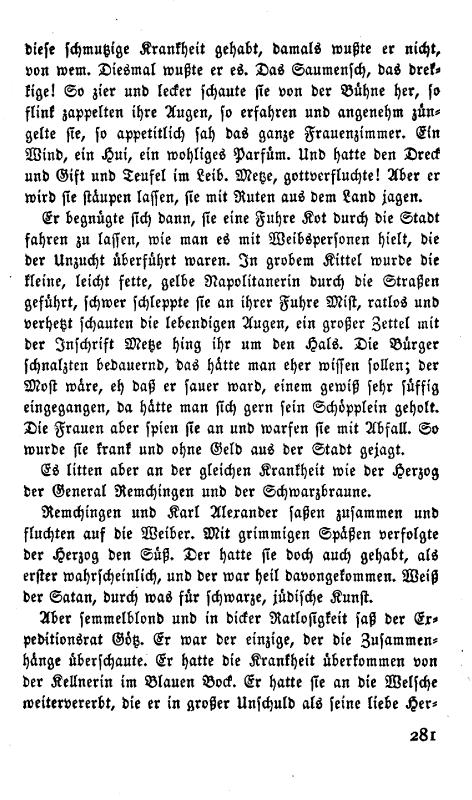 diese schmutzige Krankheit gehabt, damals wußte er nicht,
von wem. Diesmal wußte er es. Das Saumensch, das drek-
kige! So zier und lecker schaute sie von der Bühne her, so
flink zappelten ihre Augen, so erfahren und angenehm zün-
gelte sie, so appetitlich sah das ganze Frauenzimmer. Ein
Wind, ein Hui, ein wohliges Parfüm. Und hatte den Dreck
und Gift und Teufel im Leib. Metze, gottverfluchte! Aber er
wird sie stäupen lassen, sie mit Ruten aus dem Land jagen.
Er begnügte sich dann, sie eine Fuhre Kot durch die Stadt
fahren zu lassen, wie man es mit Weibspersonen hielt, die
der Unzucht überführt waren. In grobem Kittel wurde die
kleine, leicht fette, gelbe Napolitanerin durch die Straßen
geführt, schwer schleppte sie an ihrer Fuhre Mist, ratlos und
verhetzt schauten die lebendigen Augen, ein großer Zettel mit
der Inschrift Metze hing ihr um den Hals. Die Bürger
schnalzten bedauernd, das hätte man eher wissen sollen; der
Most wäre, eh daß er sauer ward, einem gewiß sehr süffig
eingegangen, da hätte man sich gern sein Schöpplein geholt.
Die Frauen aber spien sie an und warfen sie mit Abfall. So
wurde sie krank und ohne Geld aus der Stadt gejagt.
Es litten aber an der gleichen Krankheit wie der Herzog
der General Remchingen und der Schwarzbraune.
Remchingen und Karl Alexander saßen zusammen und
fluchten auf die Weiber. Mit grimmigen Späßen verfolgte
der Herzog den Süß. Der hatte sie doch auch gehabt, als
erster wahrscheinlich, und der war heil davongekommen. Weiß
der Satan, durch was für schwarze, jüdische Kunst.
Aber semmelblond und in dicker Ratlosigkeit saß der Ex-
peditionsrat Götz. Er war der einzige, der die Zusammen-
hänge überschaute. Er hatte die Krankheit überkommen von
der Kellnerin im Blauen Bock. Er hatte sie an die Welsche
weitervererbt, die er in großer Unschuld als seine liebe Her-
281